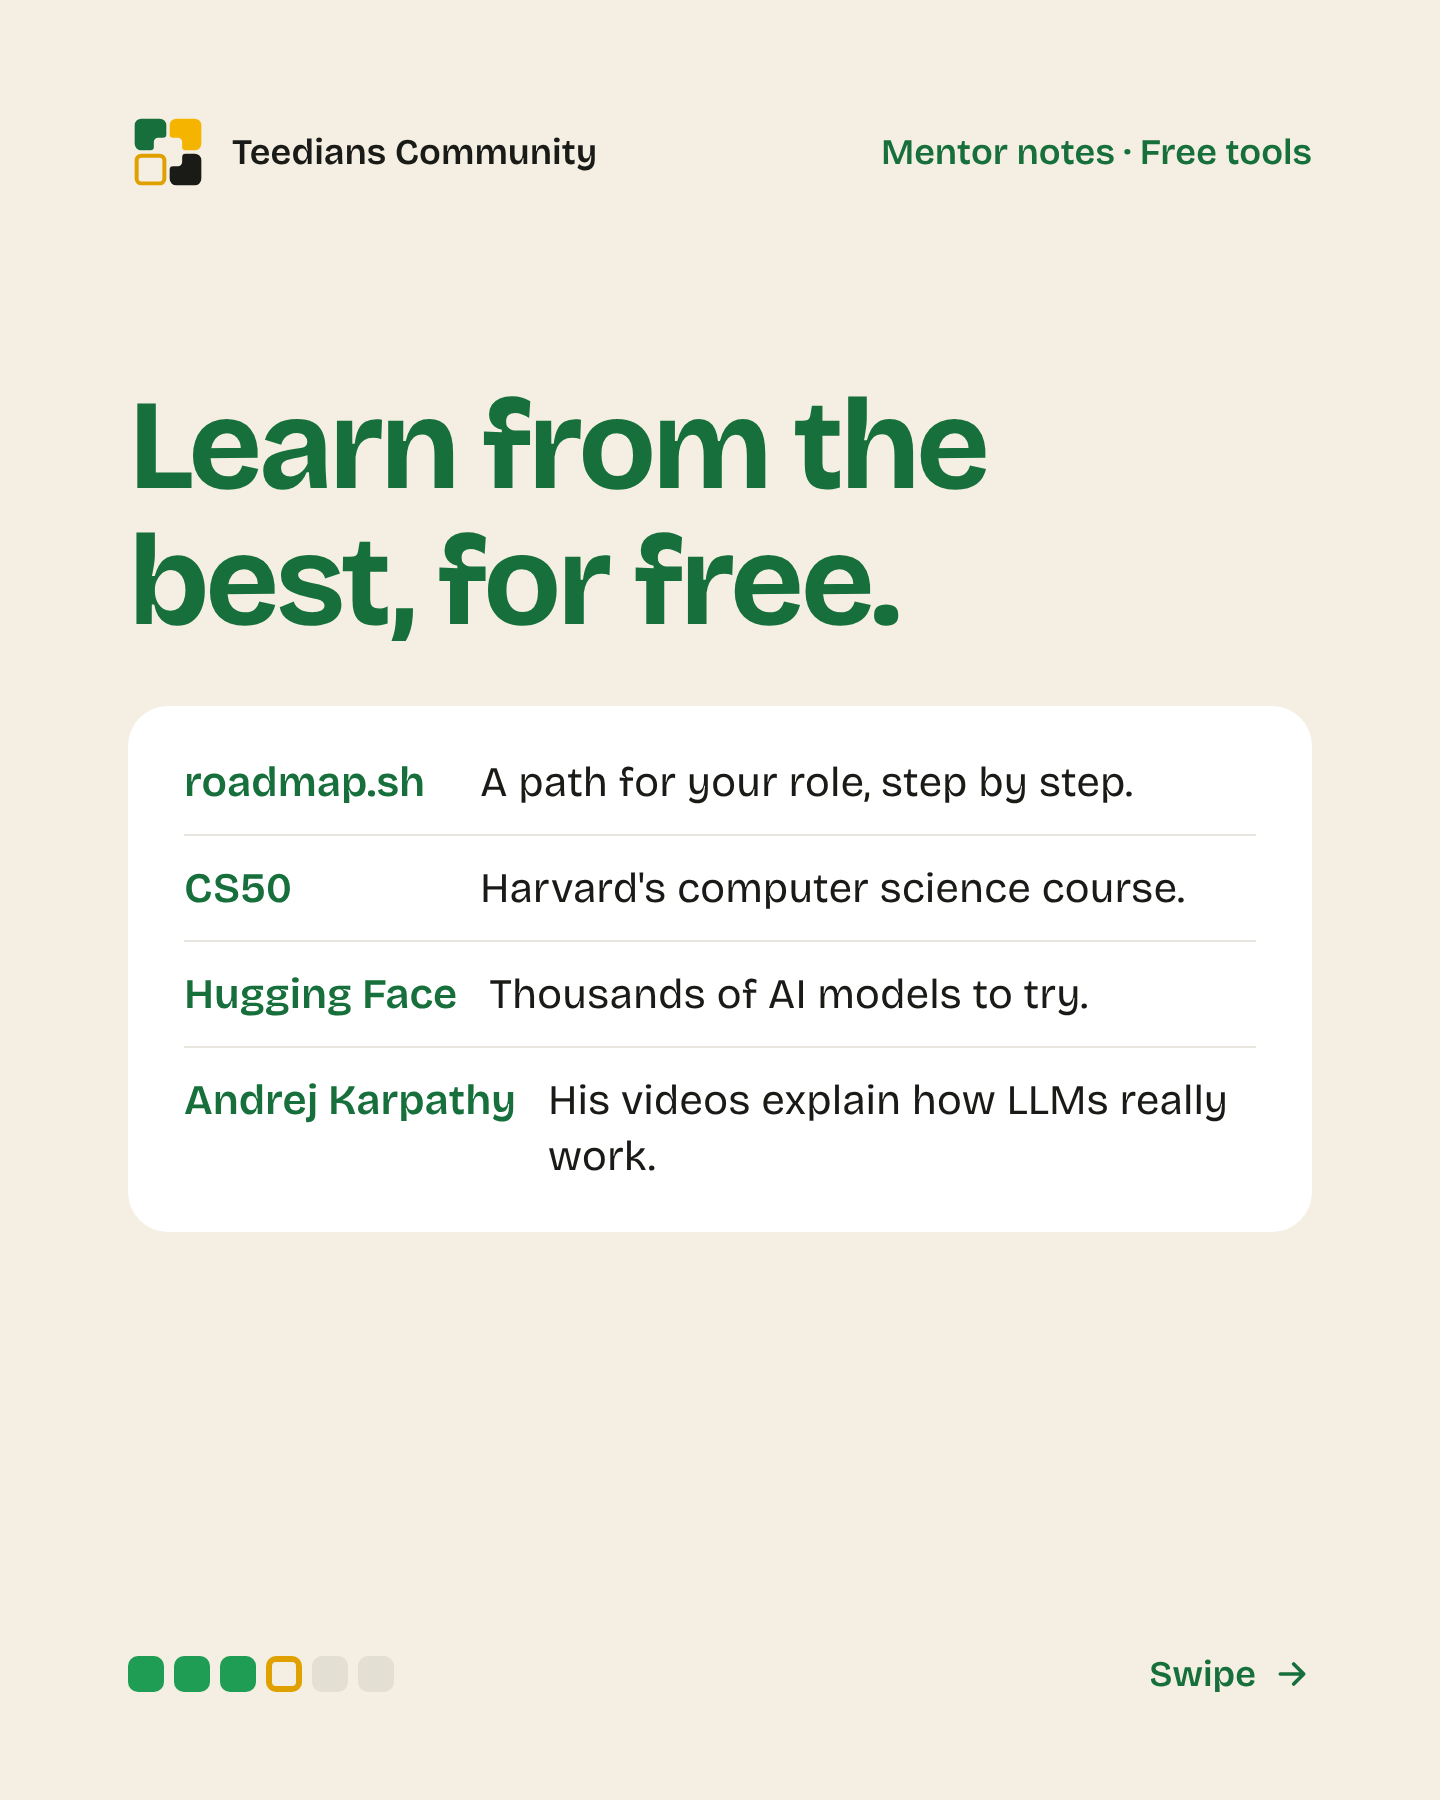 Teedians Community
Mentor notes · Free tools
Learn from the
best, for free.
roadmap.sh A path for your role, step by step.
CS50 Harvard's computer science course.
Hugging Face Thousands of AI models to try.
Andrej Karpathy His videos explain how LLMs really
work.
Swipe →